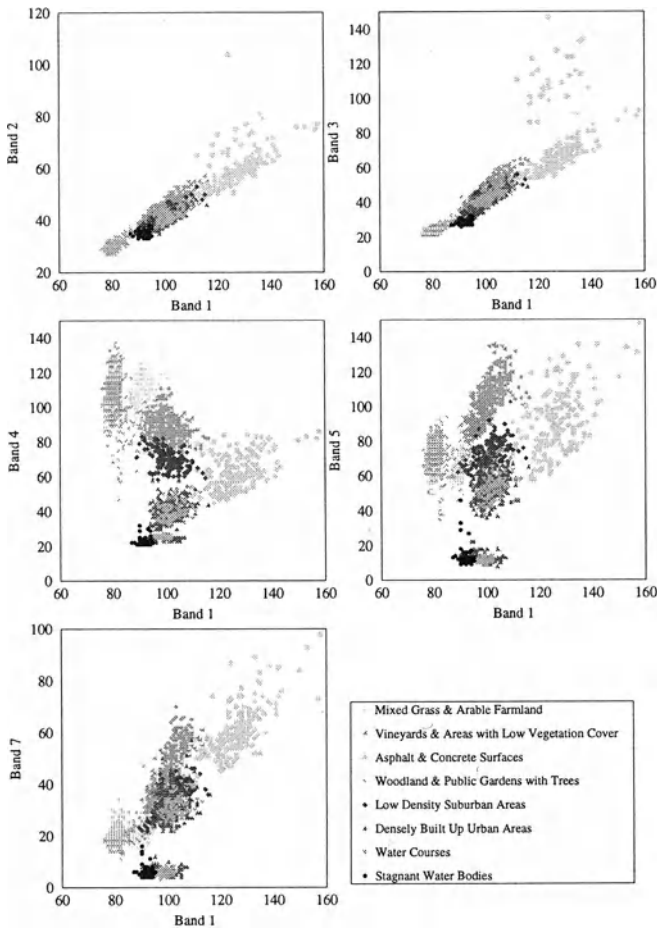 120
100
80
60
40
20
60 80 100 120 140 160
Band 2
Band 1
140
120
100
80
60
40
20
0
60 80 100 120 140 160
Band 3
Band 1
140
120
100
80
60
40
20
0
60 80 100 120 140 160
Band 4
Band 1
140
120
100
80
60
40
20
0
60 80 100 120 140 160
Band 5
Band 1
100
80
60
40
20
0
60 80 100 120 140 160
Band 7
Band 1
Mixed Grass & Arable Farmland
Vineyards & Areas with Low Vegetation Cover
Asphalt & Concrete Surfaces
Woodland & Public Gardens with Trees
Low Density Suburban Areas
Densely Built Up Urban Areas
Water Courses
Stagnant Water Bodies